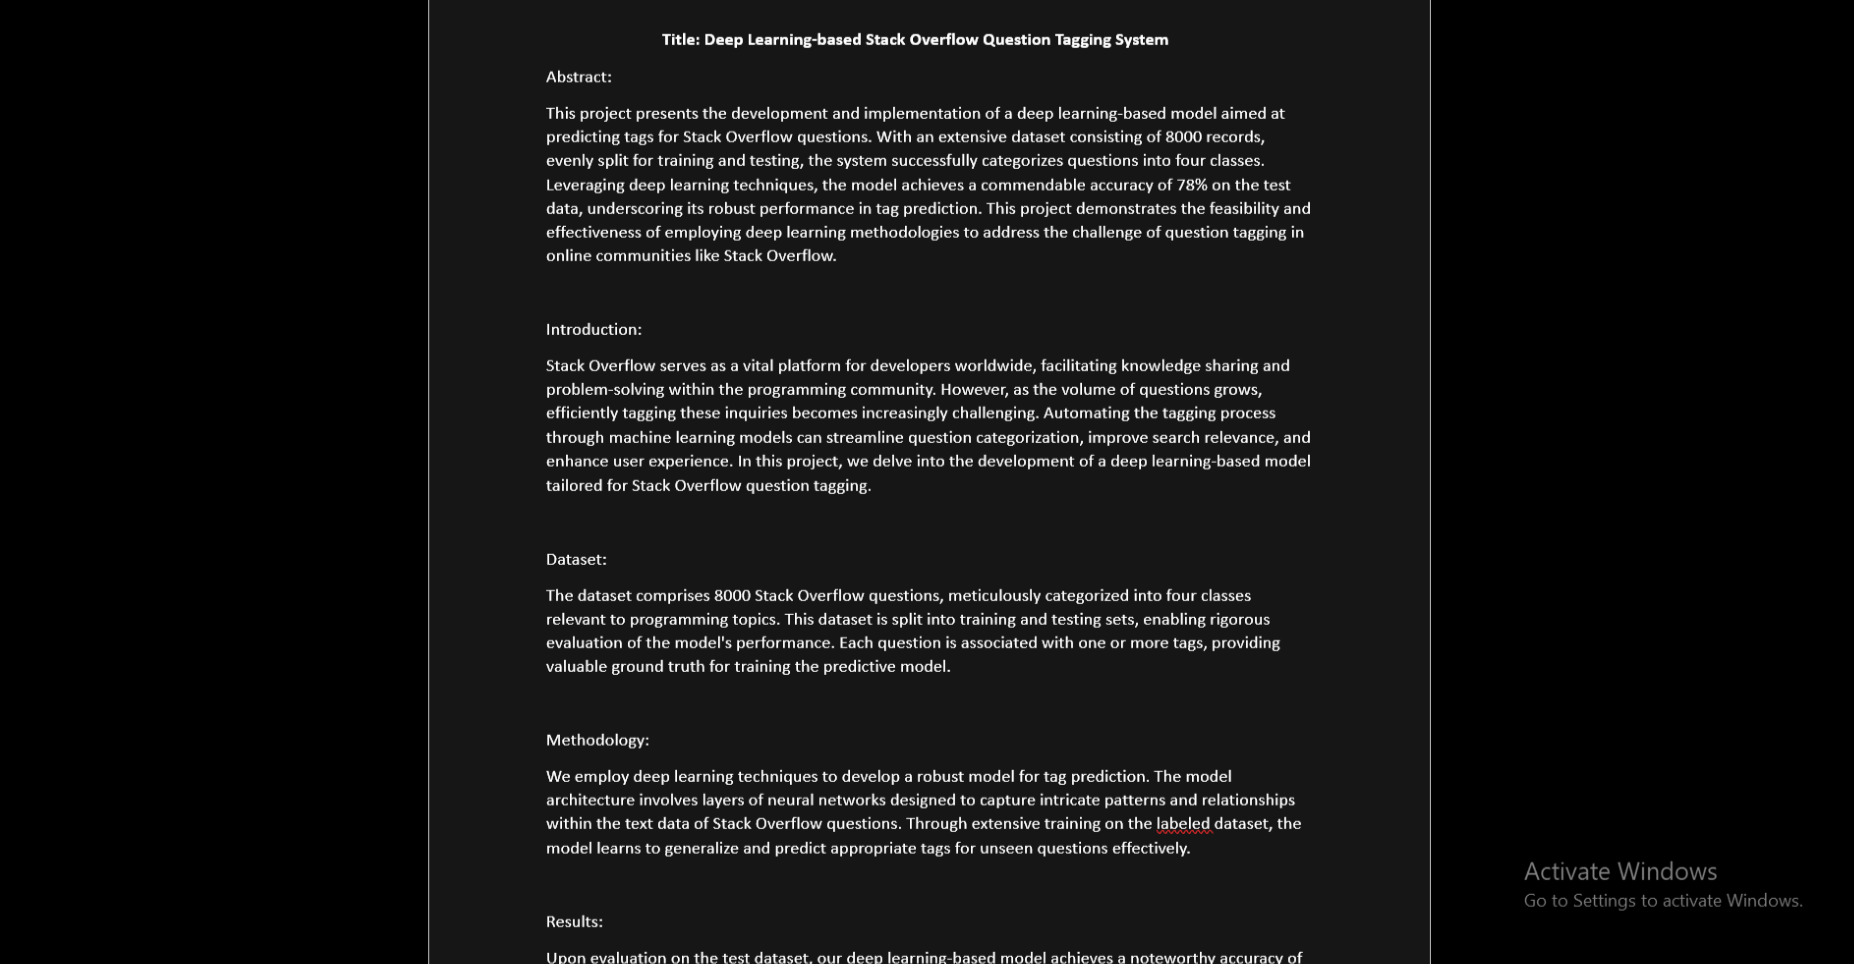 Title: Deep Learning-based Stack Overflow Question Tagging System
Abstract:
This project presents the development and implementation of a deep learning-based model aimed at
predicting tags for Stack Overflow questions. With an extensive dataset consisting of 8000 records,
evenly split for training and testing, the system successfully categorizes questions into four classes.
Leveraging deep learning techniques, the model achieves a commendable accuracy of 78% on the test
data, underscoring its robust performance in tag prediction. This project demonstrates the feasibility and
effectiveness of employing deep learning methodologies to address the challenge of question tagging in
online communities like Stack Overflow.
Introduction:
Stack Overflow serves as a vital platform for developers worldwide, facilitating knowledge sharing and
problem-solving within the programming community. However, as the volume of questions grows,
efficiently tagging these inquiries becomes increasingly challenging. Automating the tagging process
through machine learning models can streamline question categorization, improve search relevance, and
enhance user experience. In this project, we delve into the development of a deep learning-based model
tailored for Stack Overflow question tagging.
Dataset:
The dataset comprises 8000 Stack Overflow questions, meticulously categorized into four classes
relevant to programming topics. This dataset is split into training and testing sets, enabling rigorous
evaluation of the model's performance. Each question is associated with one or more tags, providing
valuable ground truth for training the predictive model.
Methodology:
We employ deep learning techniques to develop a robust model for tag prediction. The model
architecture involves layers of neural networks designed to capture intricate patterns and relationships
within the text data of Stack Overflow questions. Through extensive training on the labeled dataset, the
model learns to generalize and predict appropriate tags for unseen questions effectively.
Results:
Upon evaluation on the test dataset, our deep learning-based model achieves a noteworthy accuracy of
Activate Windows
Go to Settings to activate Windows.